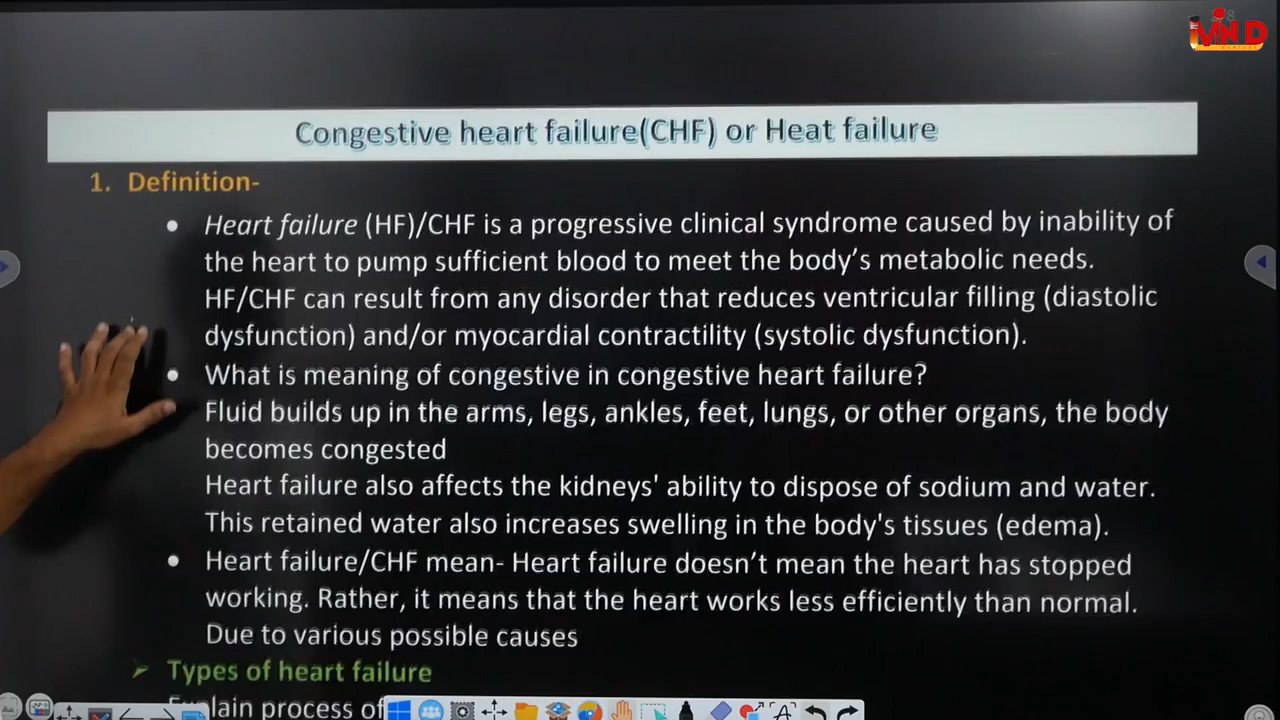 Congestive heart failure(CHF) or Heat failure
1. Definition-
• Heart failure (HF)/CHF is a progressive clinical syndrome caused by inability of
the heart to pump sufficient blood to meet the body’s metabolic needs.
HF/CHF can result from any disorder that reduces ventricular filling (diastolic
dysfunction) and/or myocardial contractility (systolic dysfunction).
• What is meaning of congestive in congestive heart failure?
Fluid builds up in the arms, legs, ankles, feet, lungs, or other organs, the body
becomes congested
Heart failure also affects the kidneys' ability to dispose of sodium and water.
This retained water also increases swelling in the body's tissues (edema).
• Heart failure/CHF mean- Heart failure doesn’t mean the heart has stopped
working. Rather, it means that the heart works less efficiently than normal.
Due to various possible causes
➢ Types of heart failure
Explain process of